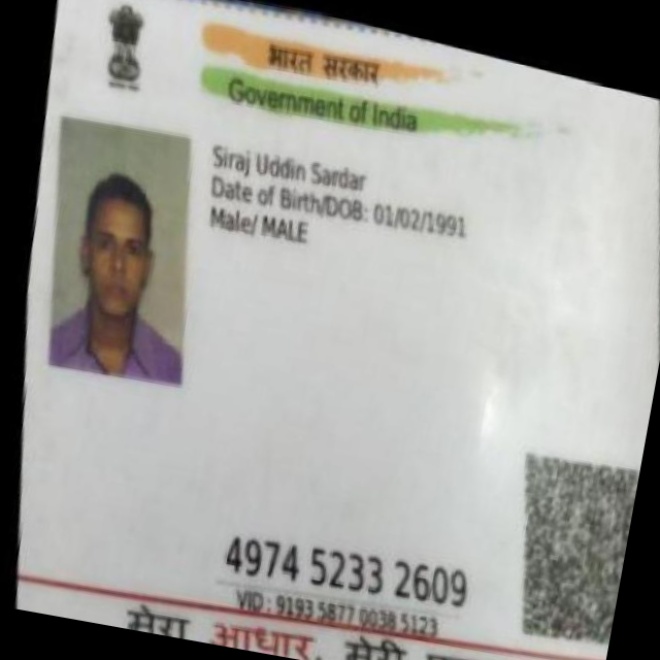 भारत सरकार
Government of India
Siraj Uddin Sardar
Date of Birth/DOB: 01/02/1991
Male/ MALE
4974 5233 2609
VID : 9193 5877 0038 5123
मेरा आधार, मेरी